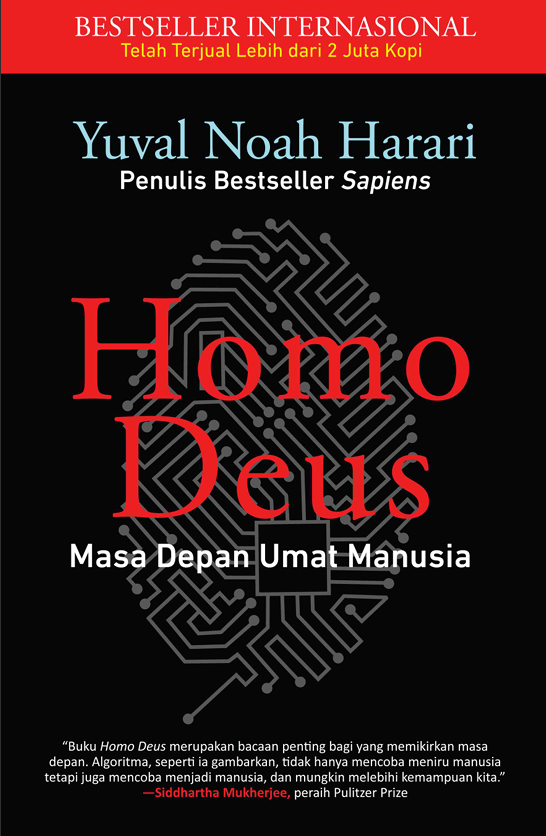 BESTSELLER INTERNASIONAL
Telah Terjual Lebih dari 2 Juta Kopi
Yuval Noah Harari
Penulis Bestseller Sapiens
Homo
Deus
Masa Depan Umat Manusia
“Buku Homo Deus merupakan bacaan penting bagi yang memikirkan masa
depan. Algoritma, seperti ia gambarkan, tidak hanya mencoba meniru manusia
tetapi juga mencoba menjadi manusia, dan mungkin melebihi kemampuan kita.”
—Siddhartha Mukherjee, peraih Pulitzer Prize